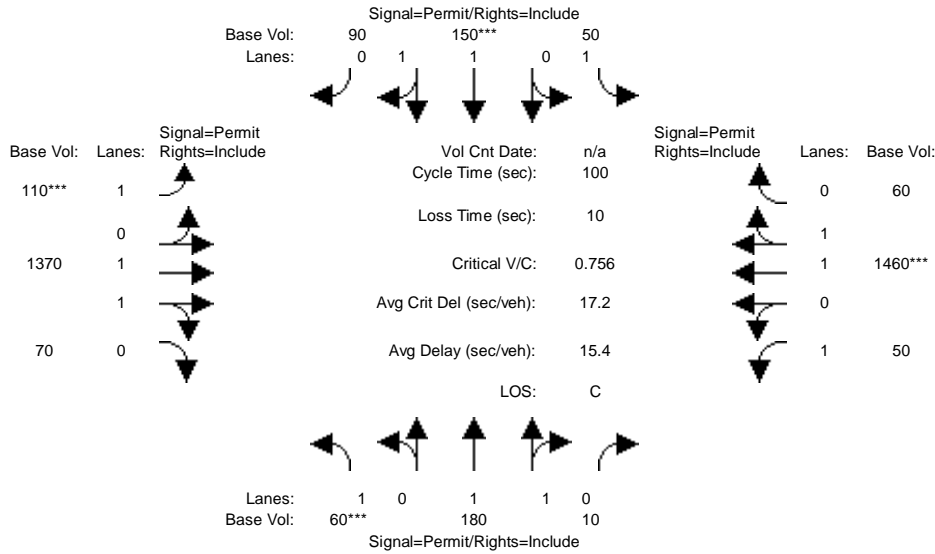 Signal=Permit/Rights=Include
Base Vol: 90 150*** 50
Lanes: 0 1 1 0 1
Signal=Permit
Base Vol: Lanes: Rights=Include
Vol Cnt Date: n/a
Signal=Permit
Rights=Include Lanes: Base Vol:
Cycle Time (sec): 100
110*** 1
0 60
Loss Time (sec): 10
0
1
1370 1
Critical V/C: 0.756
1 1460***
1
Avg Crit Del (sec/veh): 17.2
0
70 0
Avg Delay (sec/veh): 15.4
1 50
LOS: C
Lanes: 1 0 1 1 0
Base Vol: 60*** 180 10
Signal=Permit/Rights=Include